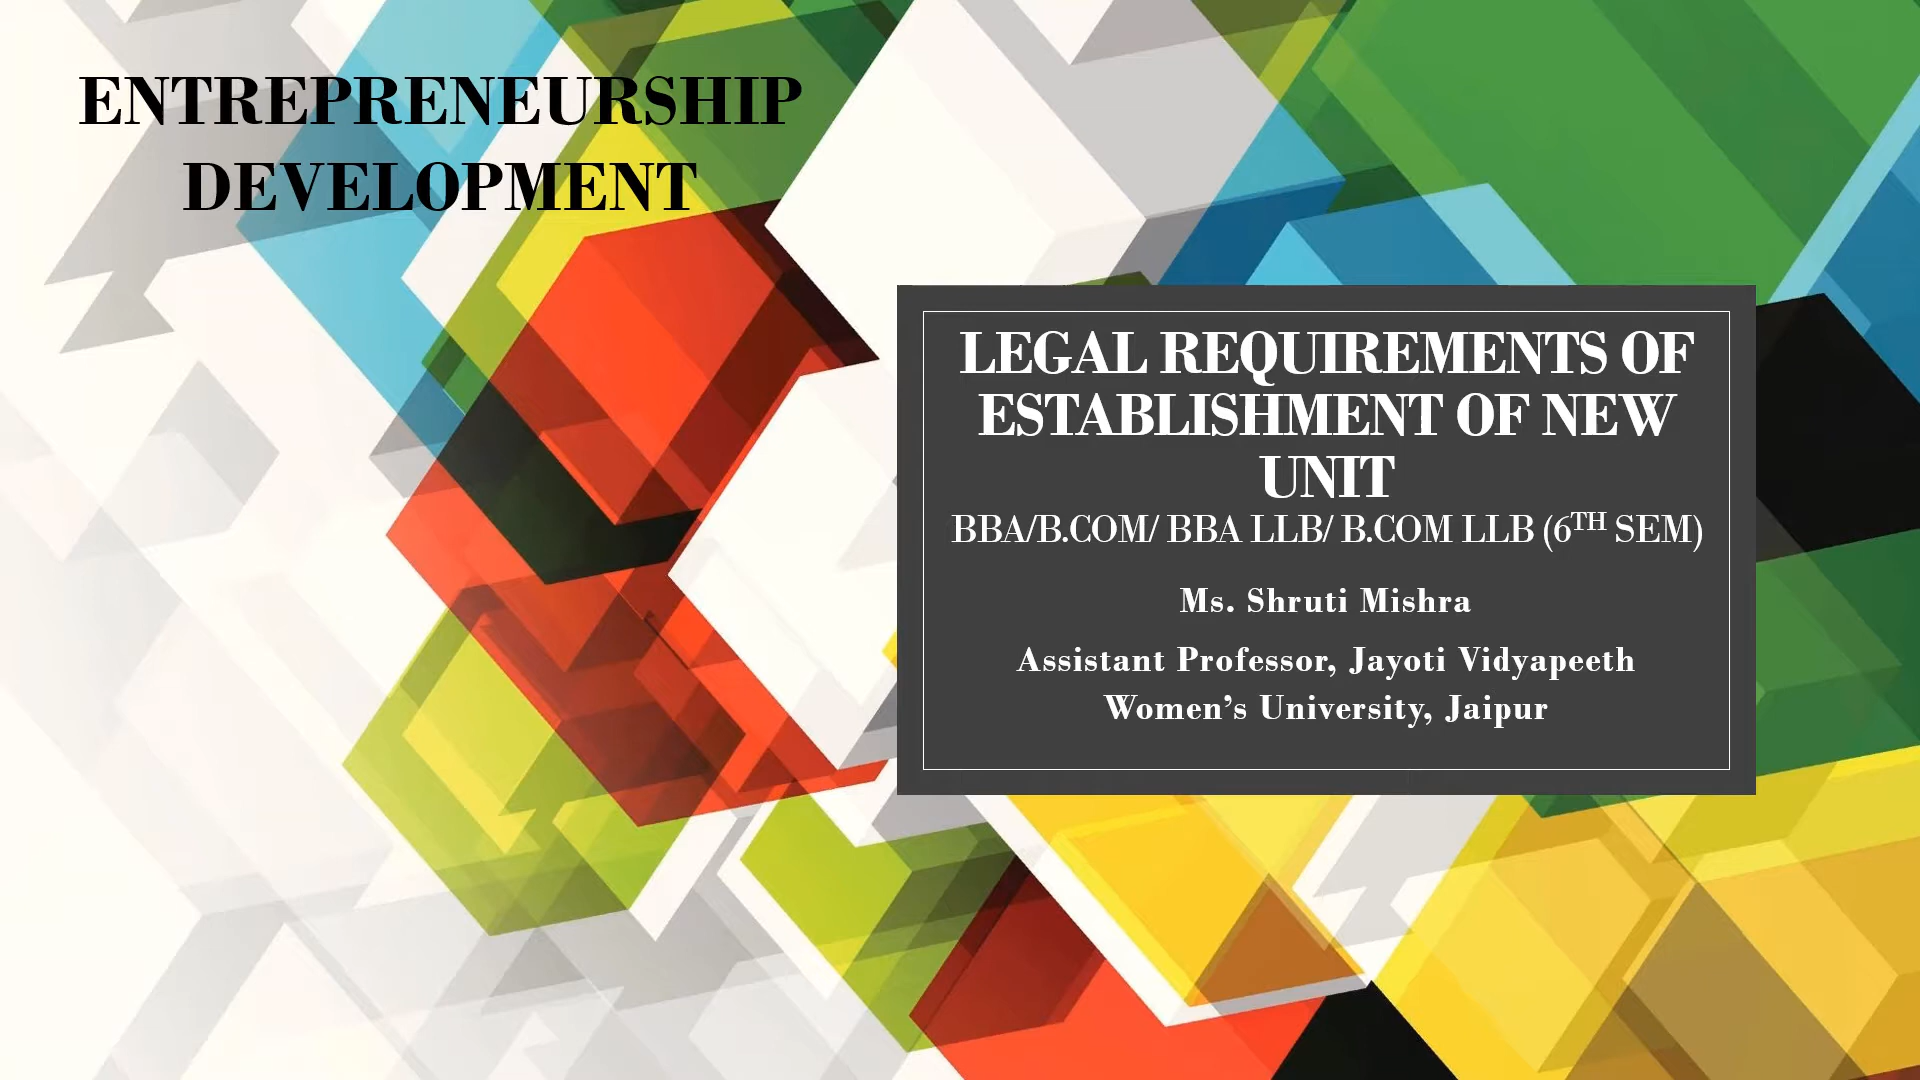 ENTREPRENEURSHIP
DEVELOPMENT
LEGAL REQUIREMENTS OF
ESTABLISHMENT OF NEW
UNIT
BBA/B.COM/ BBA LLB/ B.COM LLB (6TH SEM)
Ms. Shruti Mishra
Assistant Professor, Jayoti Vidyapeeth
Women’s University, Jaipur